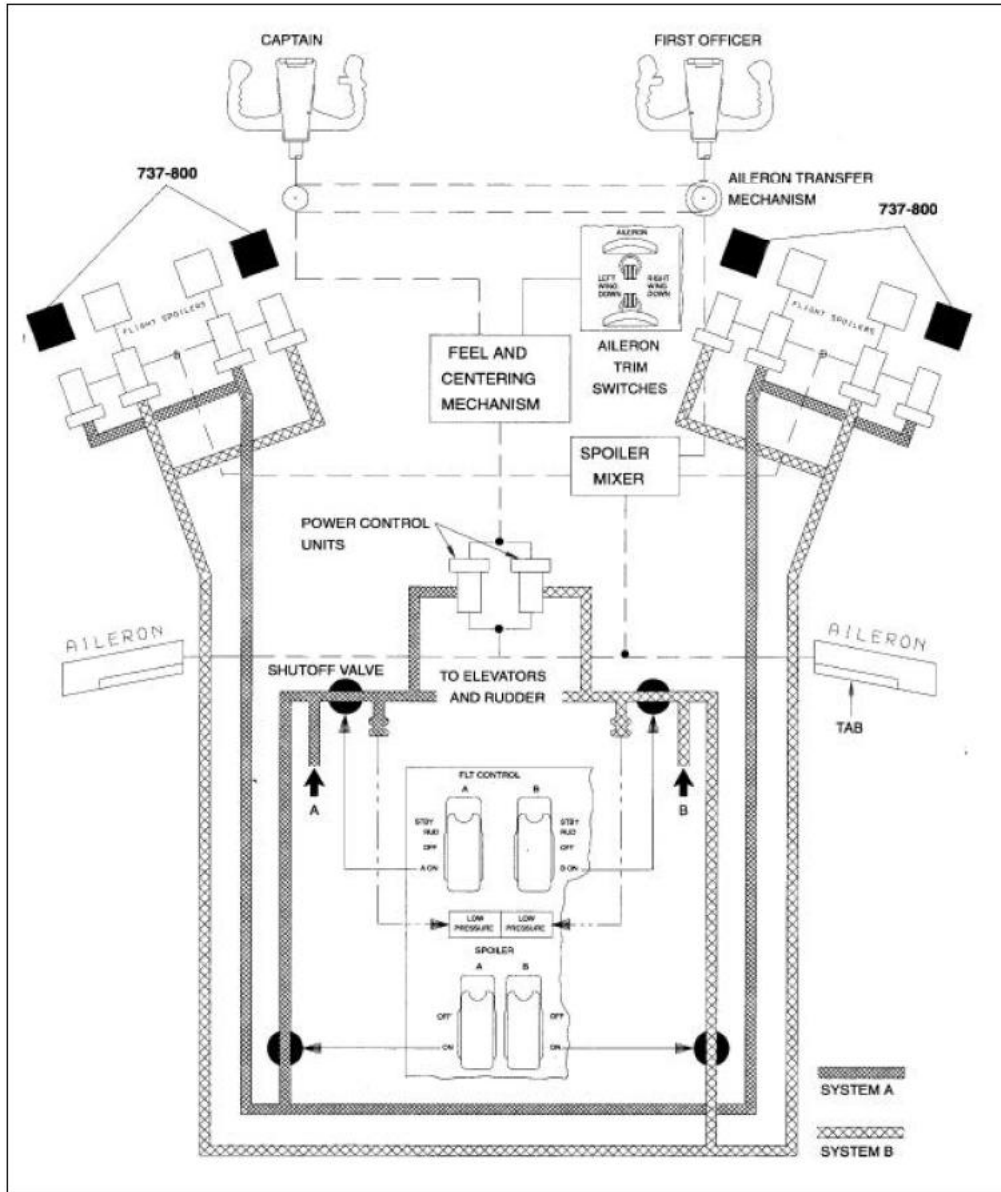 CAPTAIN
FIRST OFFICER
737-800
AILERON TRANSFER
MECHANISM
737-800
FLIGHT SPOILERS
AILERON
LEFT
WING
DOWN
RIGHT
WING
DOWN
FLIGHT SPOILERS
AILERON
TRIM
SWITCHES
FEEL AND
CENTERING
MECHANISM
SPOILER
MIXER
POWER CONTROL
UNITS
AILERON
AILERON
SHUTOFF VALVE
TO ELEVATORS
AND RUDDER
TAB
A
B
FLT CONTROL
A
B
STBY
RUD
OFF
A ON
STBY
RUD
OFF
B ON
LOW
PRESSURE
LOW
PRESSURE
SPOILER
A
B
OFF
ON
OFF
ON
SYSTEM A
SYSTEM B